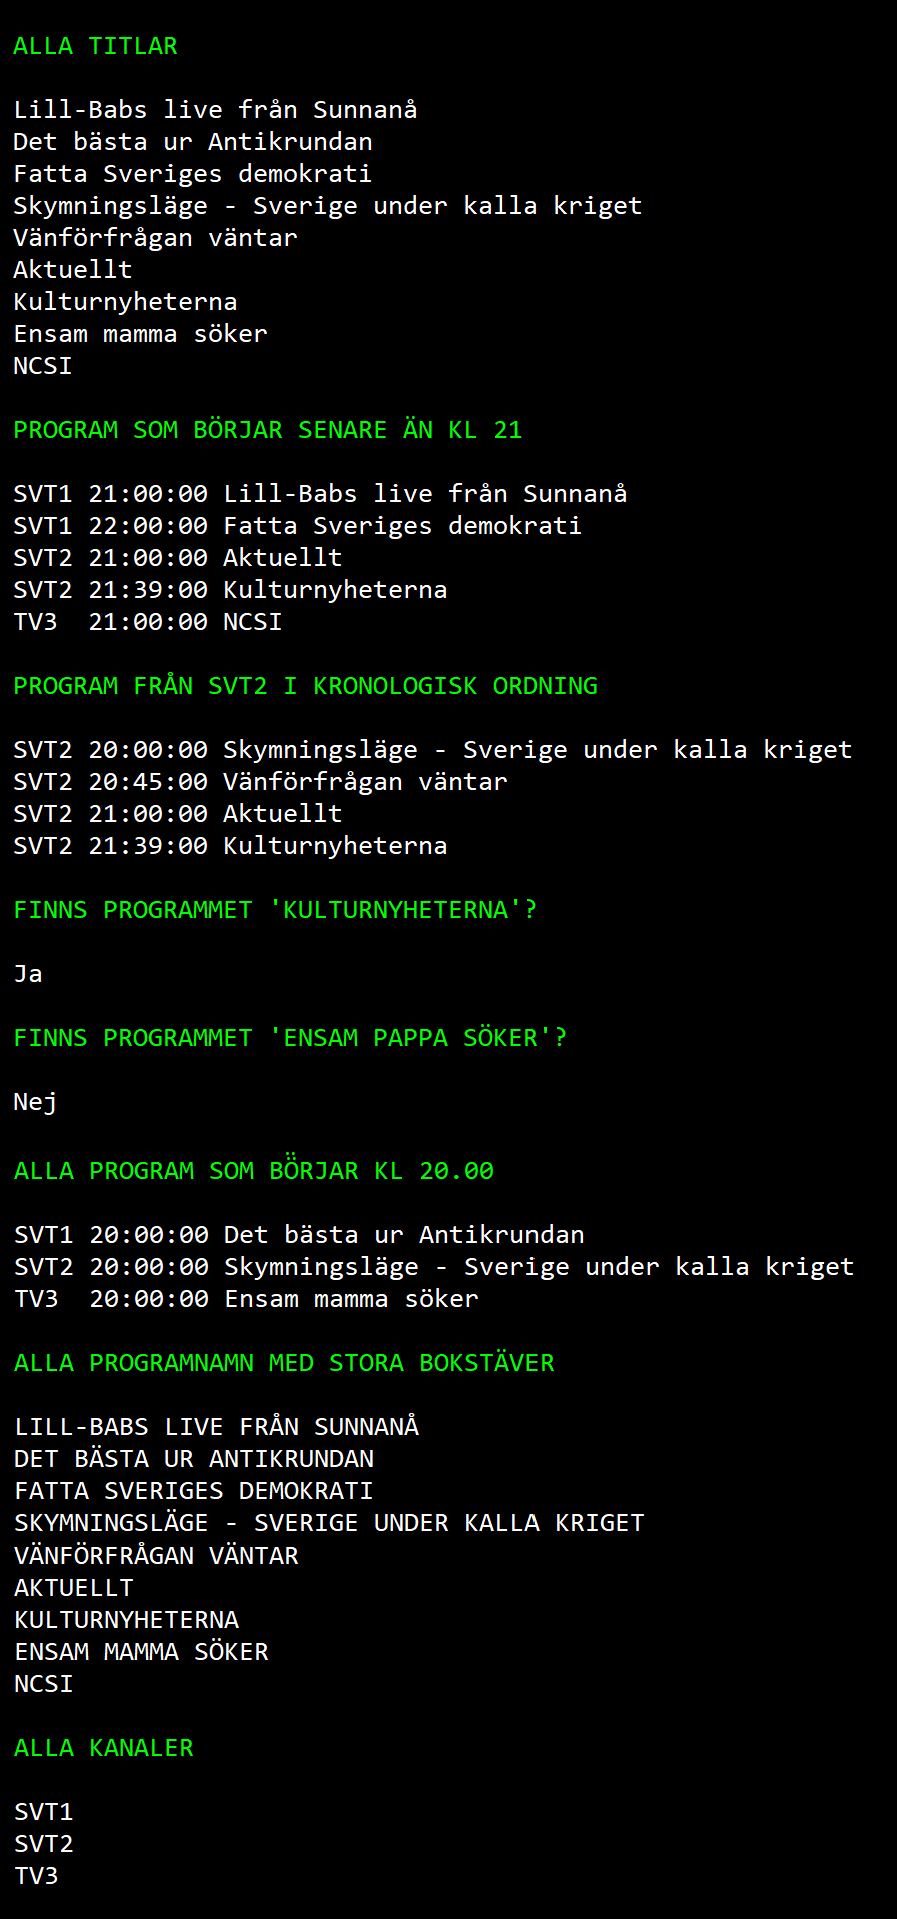 ALLA TITLAR
Lill-Babs live från Sunnanå
Det bästa ur Antikrundan
Fatta Sveriges demokrati
Skymningsläge - Sverige under kalla kriget
Vänförfrågan väntar
Aktuellt
Kulturnyheterna
Ensam mamma söker
NCSI
PROGRAM SOM BÖRJAR SENARE ÄN KL 21
SVT1 21:00:00 Lill-Babs live från Sunnanå
SVT1 22:00:00 Fatta Sveriges demokrati
SVT2 21:00:00 Aktuellt
SVT2 21:39:00 Kulturnyheterna
TV3  21:00:00 NCSI
PROGRAM FRÅN SVT2 I KRONOLOGISK ORDNING
SVT2 20:00:00 Skymningsläge - Sverige under kalla kriget
SVT2 20:45:00 Vänförfrågan väntar
SVT2 21:00:00 Aktuellt
SVT2 21:39:00 Kulturnyheterna
FINNS PROGRAMMET 'KULTURNYHETERNA'?
Ja
FINNS PROGRAMMET 'ENSAM PAPPA SÖKER'?
Nej
ALLA PROGRAM SOM BÖRJAR KL 20.00
SVT1 20:00:00 Det bästa ur Antikrundan
SVT2 20:00:00 Skymningsläge - Sverige under kalla kriget
TV3  20:00:00 Ensam mamma söker
ALLA PROGRAMNAMN MED STORA BOKSTÄVER
LILL-BABS LIVE FRÅN SUNNANÅ
DET BÄSTA UR ANTIKRUNDAN
FATTA SVERIGES DEMOKRATI
SKYMNINGSLÄGE - SVERIGE UNDER KALLA KRIGET
VÄNFÖRFRÅGAN VÄNTAR
AKTUELLT
KULTURNYHETERNA
ENSAM MAMMA SÖKER
NCSI
ALLA KANALER
SVT1
SVT2
TV3